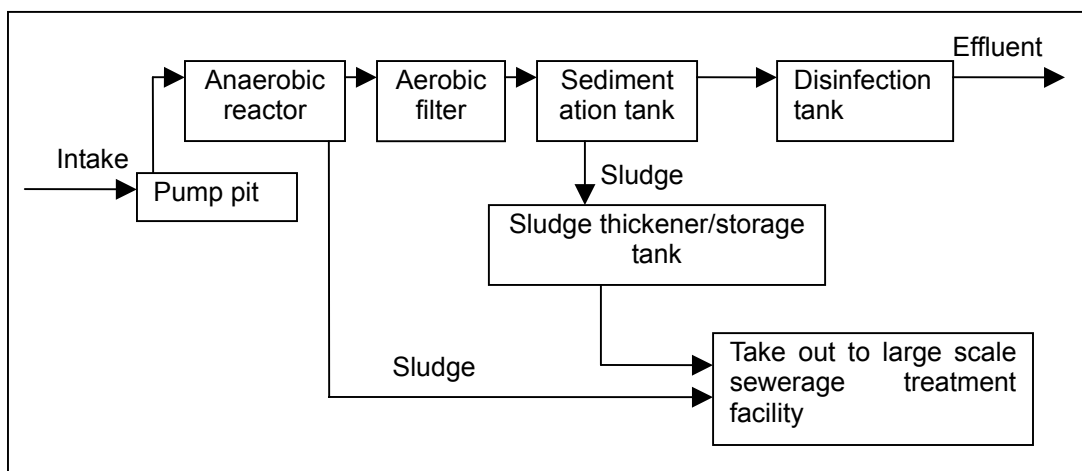 Effluent
Anaerobic
reactor
Aerobic
filter
Sediment
ation tank
Disinfection
tank
Intake
Pump pit
Sludge
Sludge thickener/storage
tank
Sludge
Take out to large scale
sewerage treatment
facility